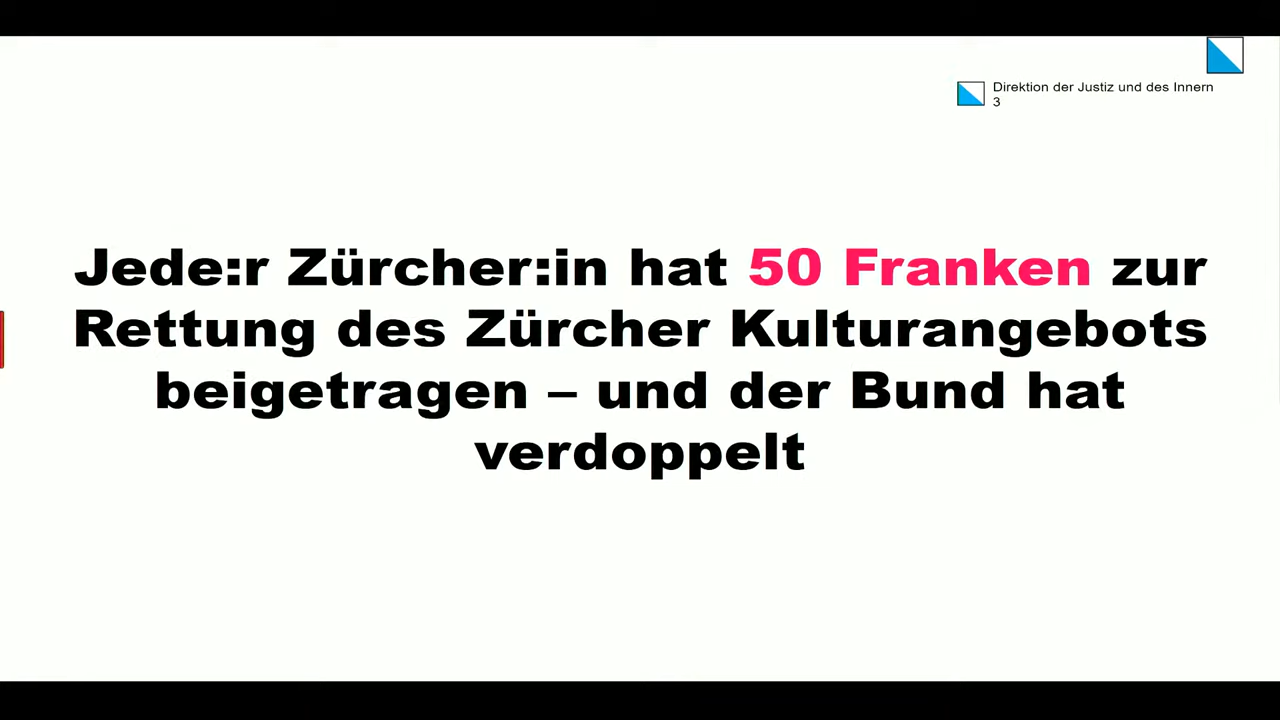 Direktion der Justiz und des Innern
3
Jede:r Zürcher:in hat 50 Franken zur
Rettung des Zürcher Kulturangebots
beigetragen – und der Bund hat
verdoppelt